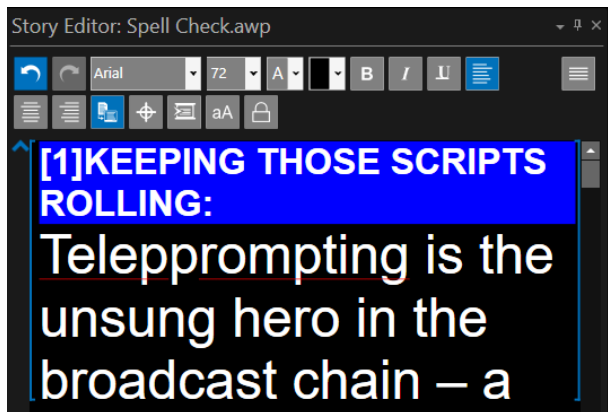 Story Editor: Spell Check.awp
Arial 72 A B I U
aA
[1]KEEPING THOSE SCRIPTS
ROLLING:
Telepprompting is the
unsung hero in the
broadcast chain – a